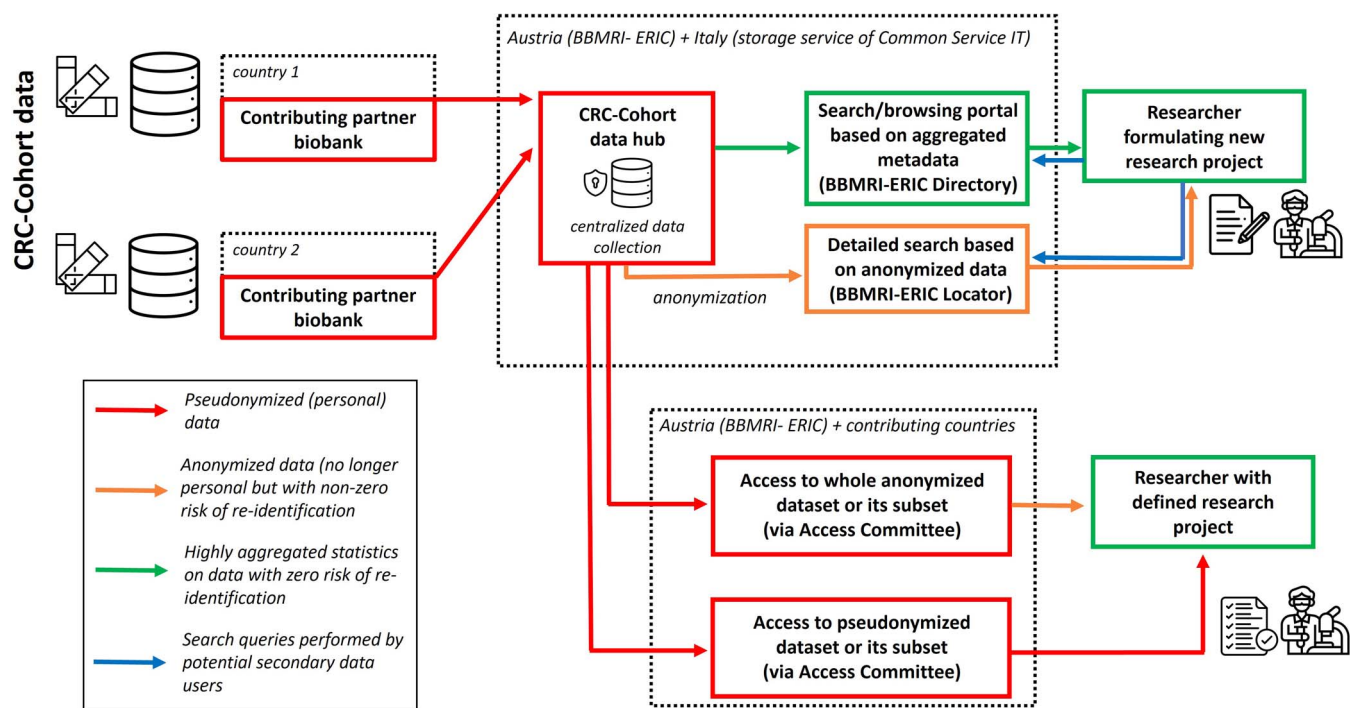 CRC-Cohort data
country 1
Contributing partner
biobank
country 2
Contributing partner
biobank
Austria (BBMRI- ERIC) + Italy (storage service of Common Service IT)
CRC-Cohort
data hub
centralized data
collection
anonymization
Search/browsing portal
based on aggregated
metadata
(BBMRI-ERIC Directory)
Detailed search based
on anonymized data
(BBMRI-ERIC Locator)
Researcher
formulating new
research project
Pseudonymized (personal)
data
Anonymized data (no longer
personal but with non-zero
risk of re-identification
Highly aggregated statistics
on data with zero risk of re-
identification
Search queries performed by
potential secondary data
users
Austria (BBMRI- ERIC) + contributing countries
Access to whole anonymized
dataset or its subset
(via Access Committee)
Access to pseudonymized
dataset or its subset
(via Access Committee)
Researcher with
defined research
project